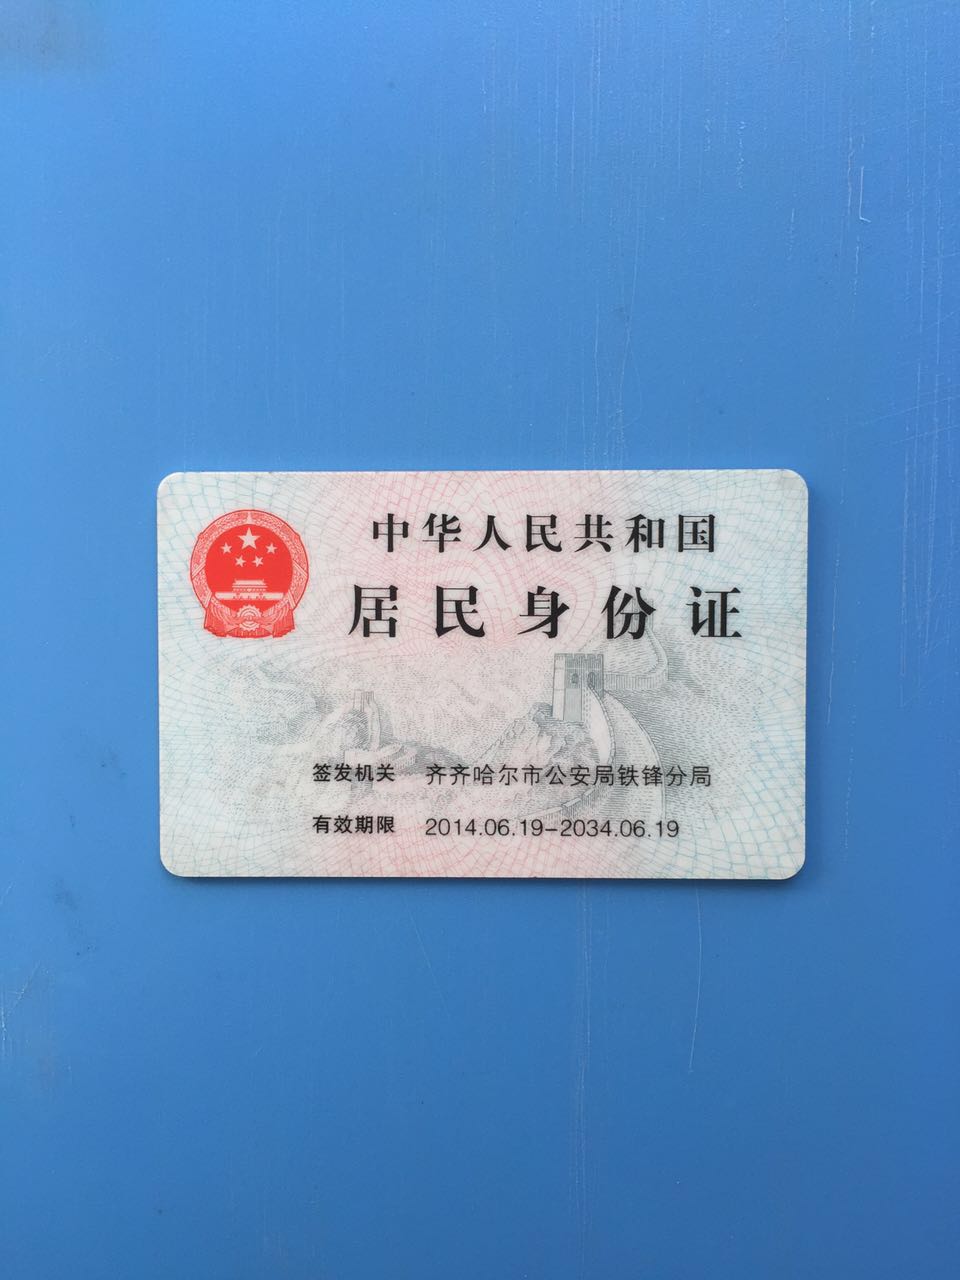 中华人民共和国
居民身份证
签发机关 齐齐哈尔市公安局铁锋分局
有效期限 2014.06.19-2034.06.19